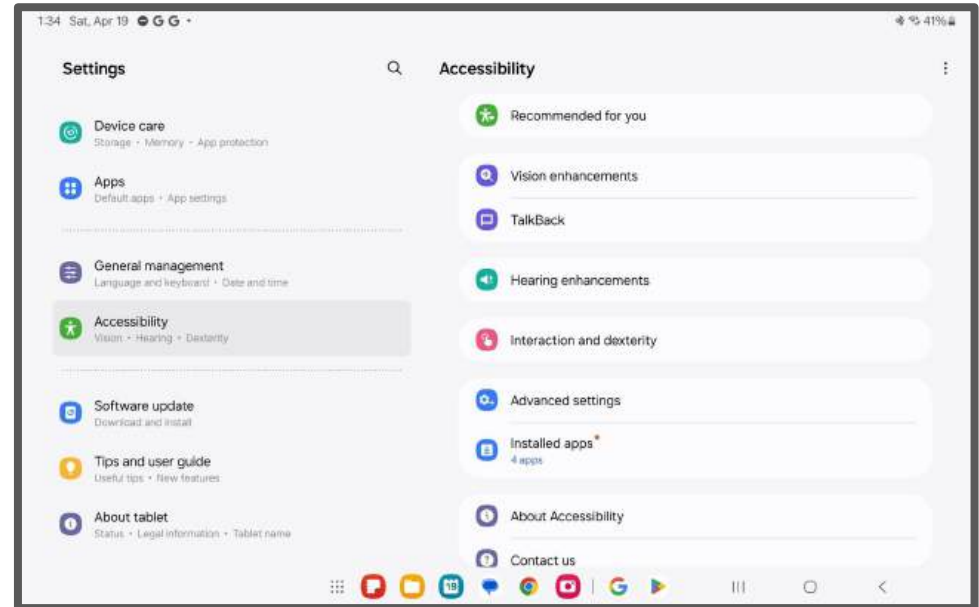 1:34 Sat, Apr 19 G G •
41%
Settings
Device care
Storage • Memory • App protection
Apps
Default apps • App settings
General management
Language and keyboard • Date and time
Accessibility
Vision • Hearing • Dexterity
Software update
Download and install
Tips and user guide
Useful tips • New features
About tablet
Status • Legal information • Tablet name
Accessibility
Recommended for you
Vision enhancements
TalkBack
Hearing enhancements
Interaction and dexterity
Advanced settings
Installed apps
4 apps
About Accessibility
Contact us
19